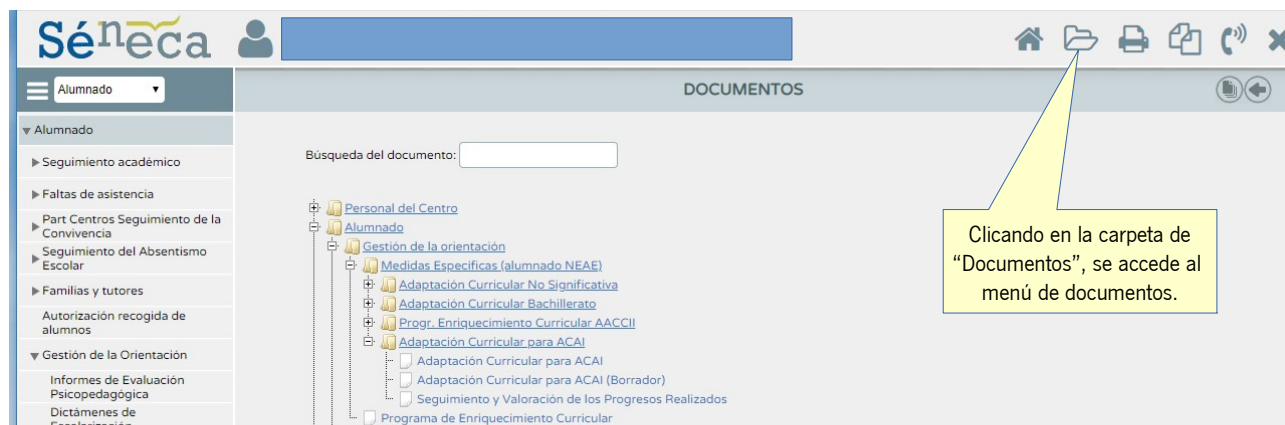 Séneca
Alumnado
DOCUMENTOS
Alumnado
Seguimiento académico
Faltas de asistencia
Part Centros Seguimiento de la
Convivencia
Seguimiento del Absentismo
Escolar
Familias y tutores
Autorización recogida de
alumnos
Gestión de la Orientación
Informes de Evaluación
Psicopedagógica
Dictámenes de
Búsqueda del documento:
Personal del Centro
Alumnado
Gestión de la orientación
Medidas Especificas (alumnado NEAE)
Adaptación Curricular No Significativa
Adaptación Curricular Bachillerato
Progr. Enriquecimiento Curricular AACCII
Adaptación Curricular para ACAI
Adaptación Curricular para ACAI
Adaptación Curricular para ACAI (Borrador)
Seguimiento y Valoración de los Progresos Realizados
Programa de Enriquecimiento Curricular
Clicando en la carpeta de
“Documentos”, se accede al
menú de documentos.